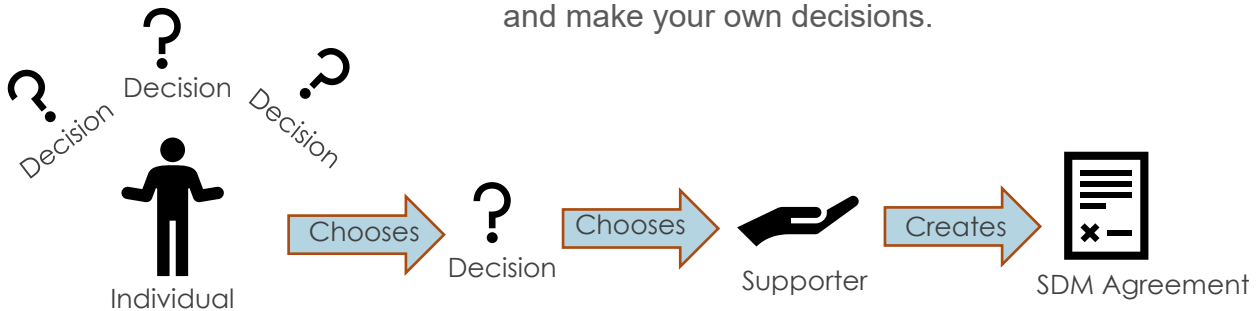 and make your own decisions.
?
Decision
?
Decision
?
Decision
Individual
Chooses
?
Decision
Chooses
Supporter
Creates
SDM Agreement